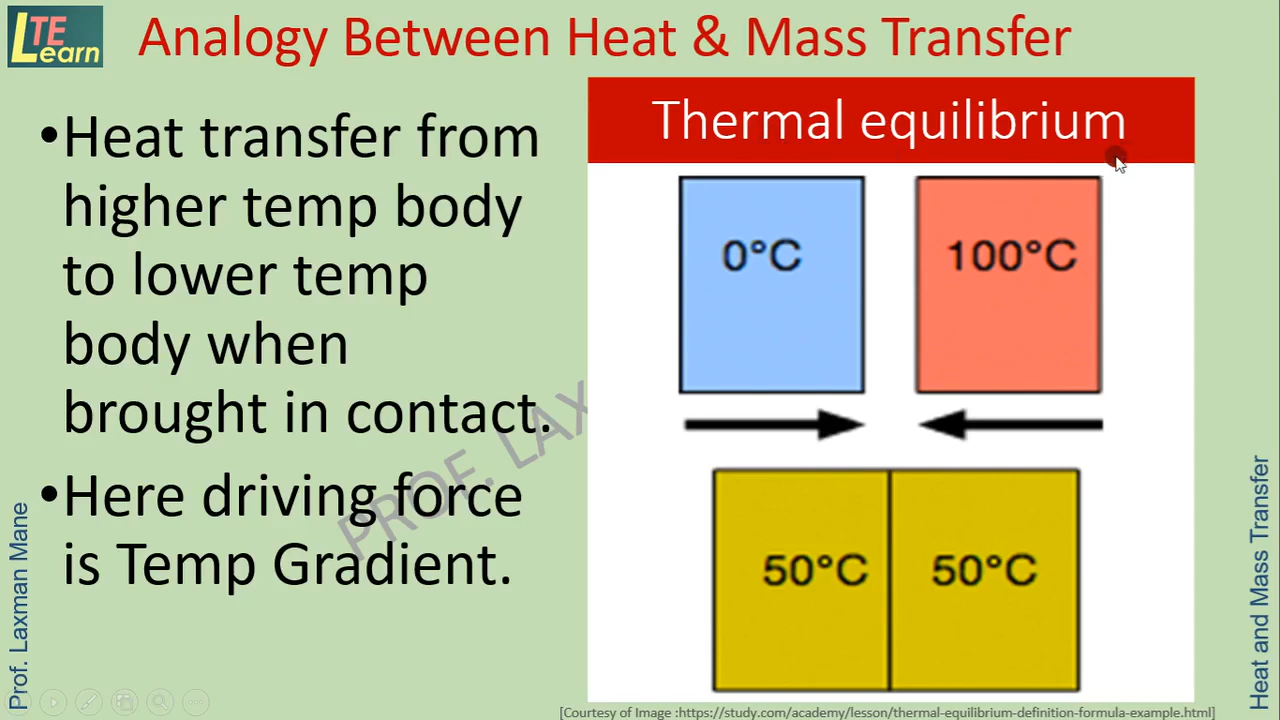 LTE
Learn
Analogy Between Heat & Mass Transfer
•Heat transfer from
higher temp body
to lower temp
body when
brought in contact.
•Here driving force
is Temp Gradient.
Thermal equilibrium
0°C
100°C
50°C
50°C
PROF. LAX
Prof. Laxman Mane
Heat and Mass Transfer
[Courtesy of Image :https://study.com/academy/lesson/thermal-equilibrium-definition-formula-example.html]